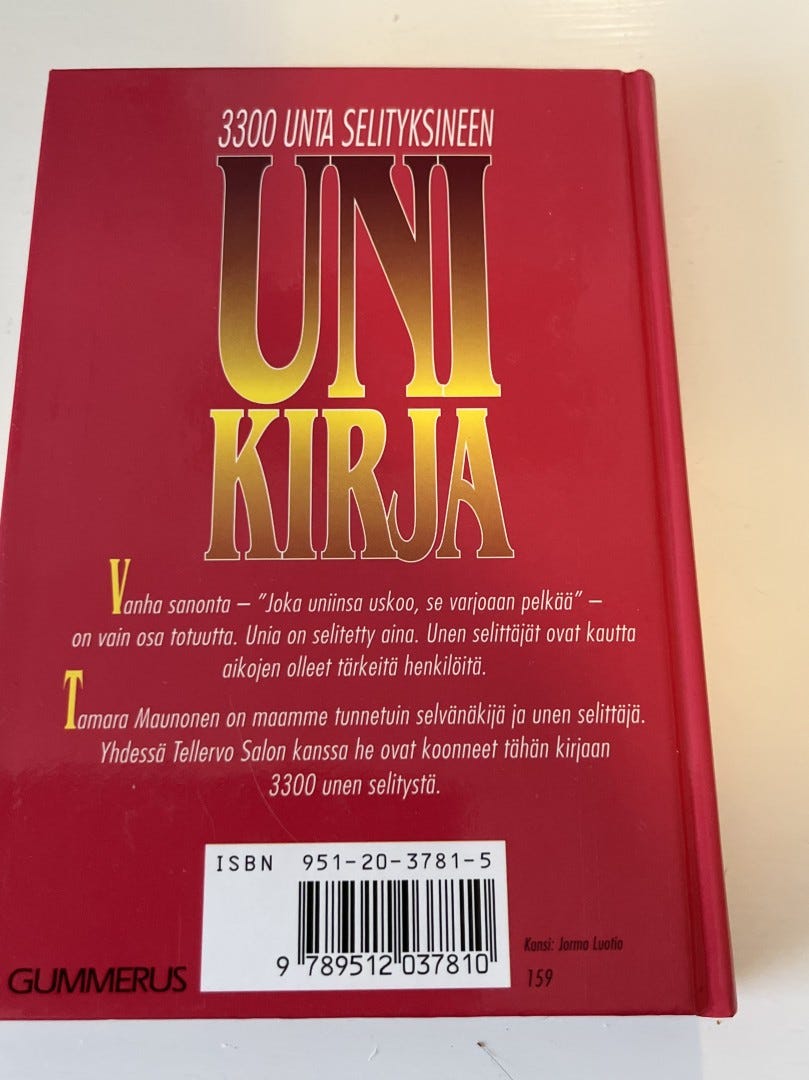 3300 UNTA SELITYKSINEEN
UNI
KIRJA
Vanha sanonta – "Joka uniinsa uskoo, se varjoaan pelkää" –
on vain osa totuutta. Unia on selitetty aina. Unen selittäjät ovat kautta
aikojen olleet tärkeitä henkilöitä.
Tamara Maunonen on maamme tunnetuin selvänäkijä ja unen selittäjä.
Yhdessä Tellervo Salon kanssa he ovat koonneet tähän kirjaan
3300 unen selitystä.
ISBN 951-20-3781-5
9 789512 037810
Kansi: Jorma Luotio
159
GUMMERUS